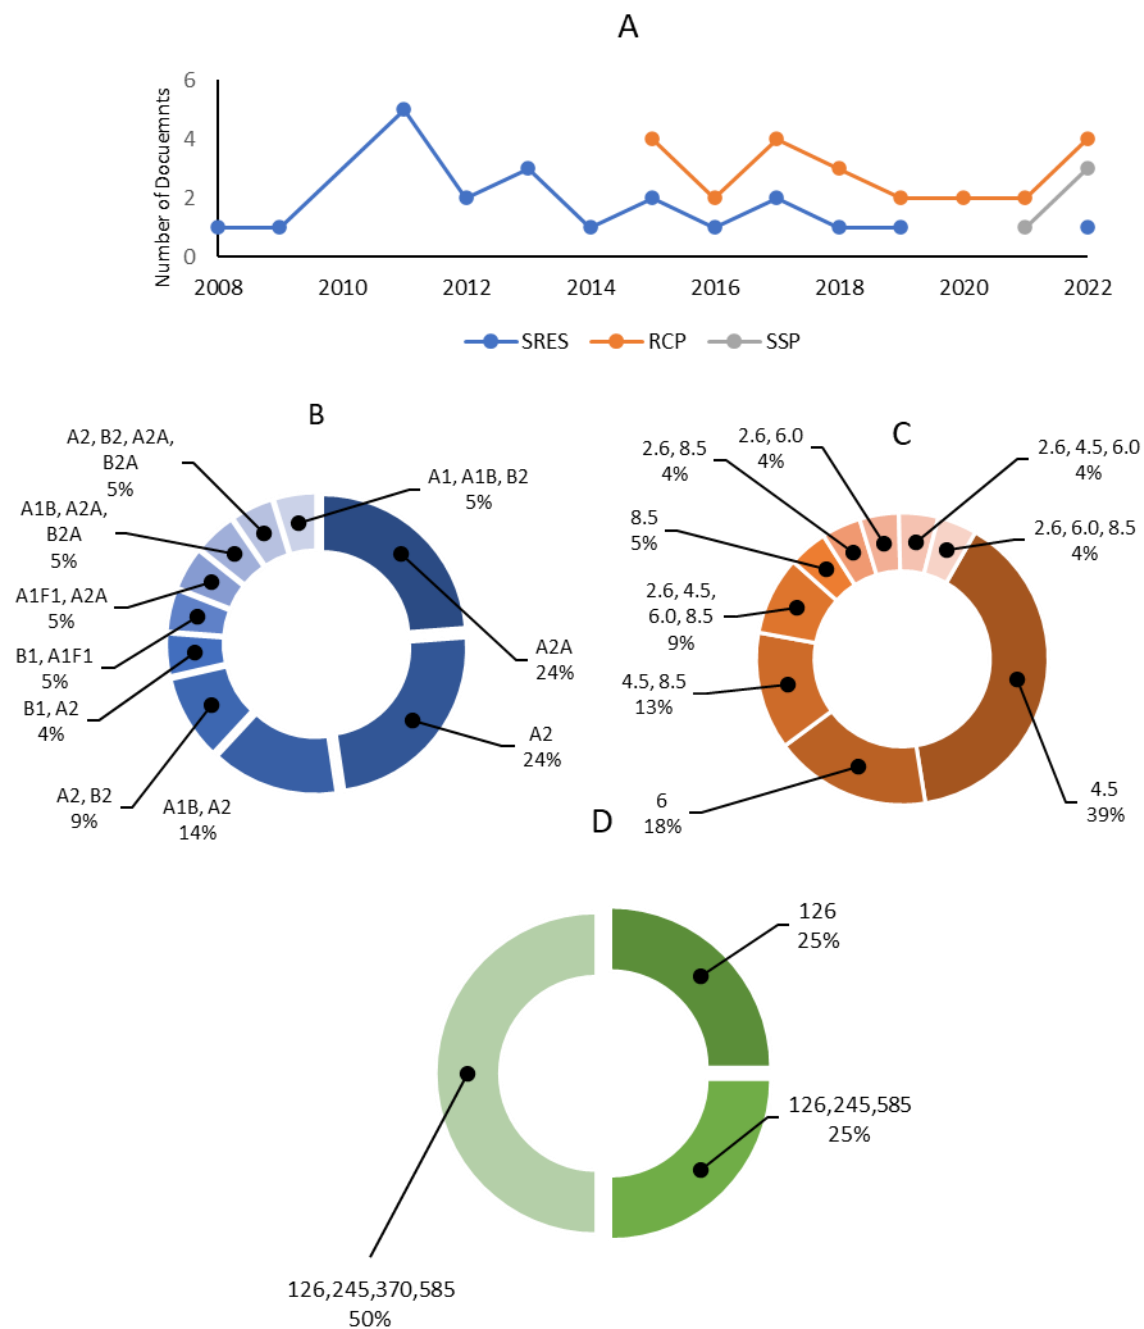 A
Number of Docuemnts
6
4
2
0
2008 2010 2012 2014 2016 2018 2020 2022
SRES RCP SSP
B
A2, B2, A2A,
B2A
5%
A1, A1B, B2
5%
A1B, A2A,
B2A
5%
A1F1, A2A
5%
B1, A1F1
5%
B1, A2
4%
A2, B2
9%
A1B, A2
14%
A2A
24%
A2
24%
C
2.6, 6.0
4%
2.6, 8.5
4%
2.6, 4.5, 6.0
4%
8.5
5%
2.6, 6.0, 8.5
4%
2.6, 4.5,
6.0, 8.5
9%
4.5, 8.5
13%
6
18%
4.5
39%
D
126
25%
126,245,585
25%
126,245,370,585
50%